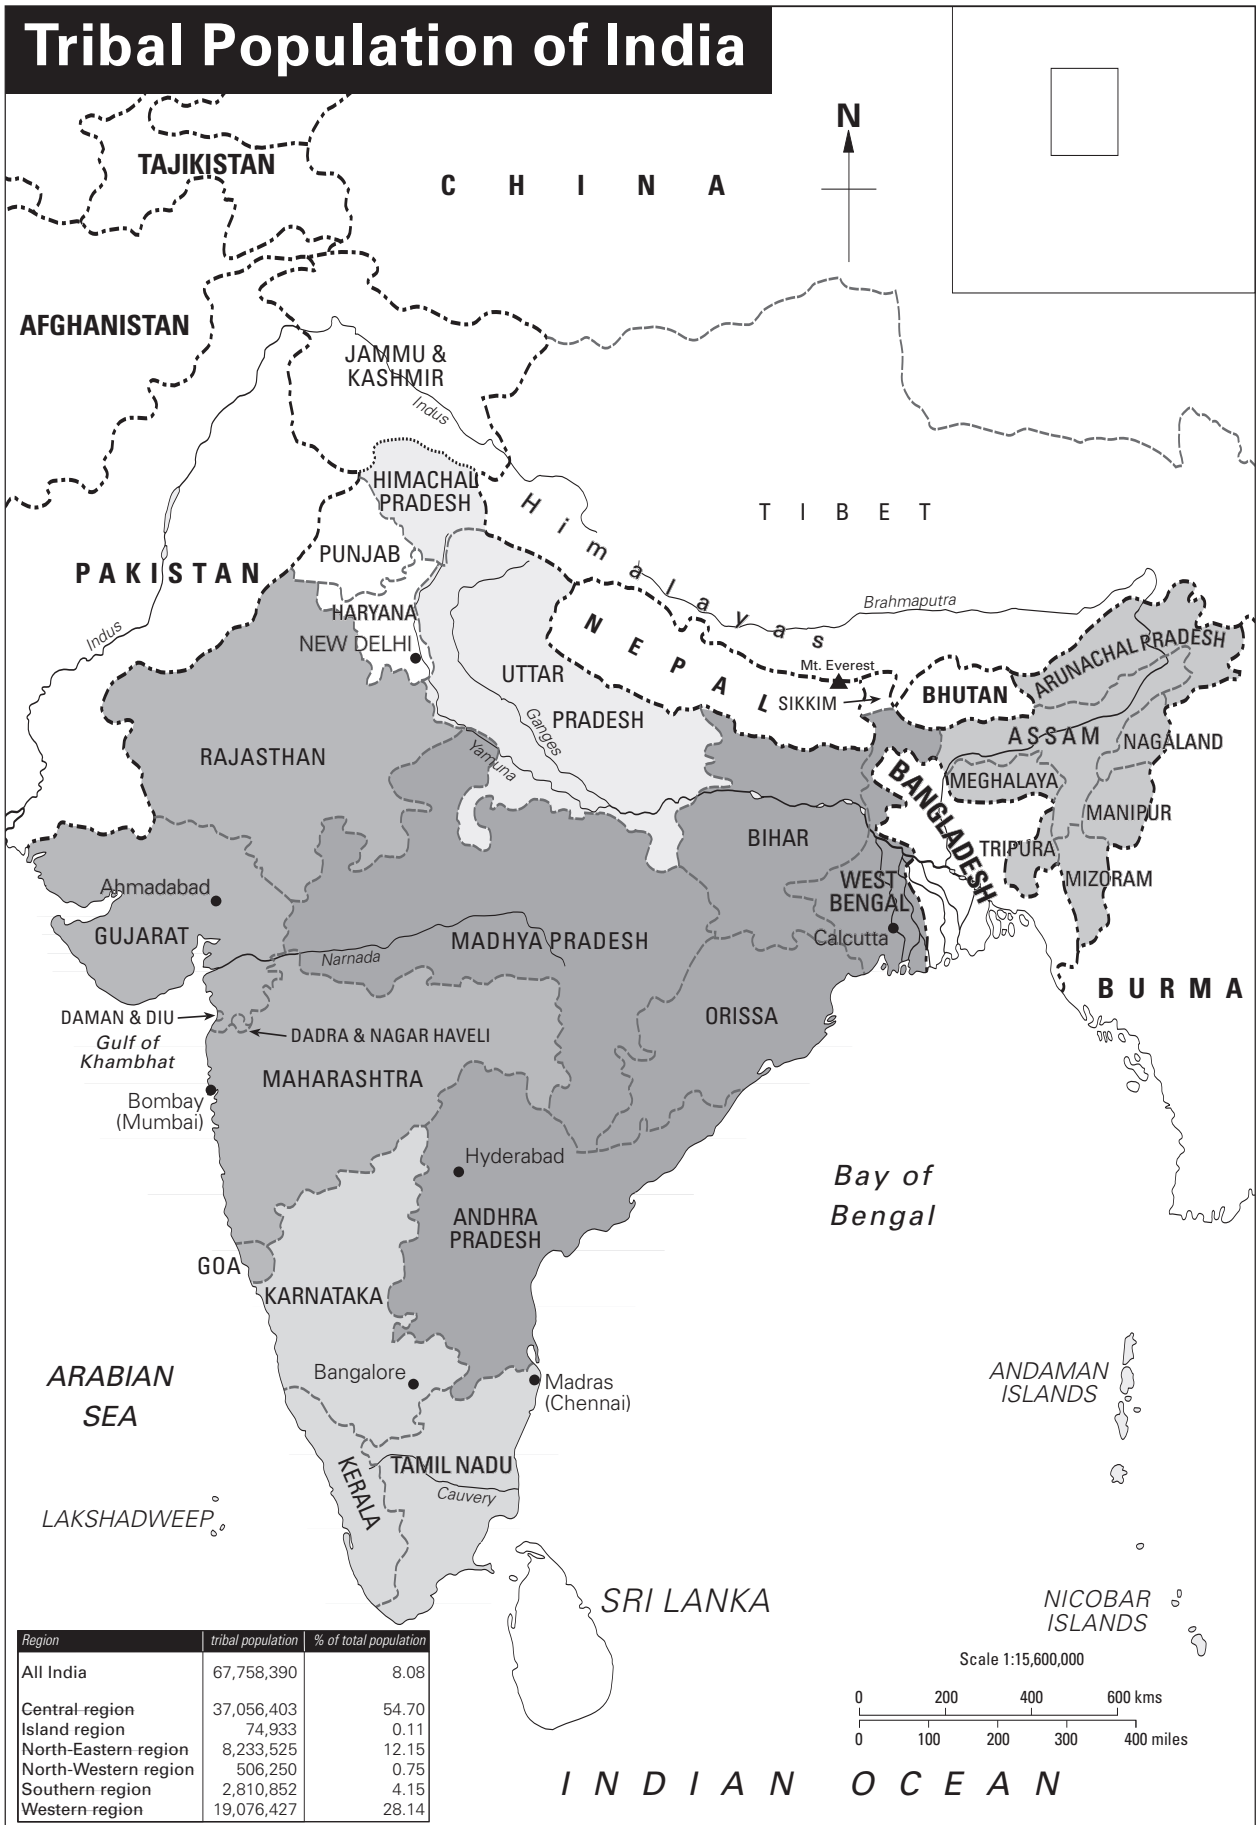 Tribal Population of India
N
TAJIKISTAN
CHINA
AFGHANISTAN
JAMMU &
KASHMIR
Indus
HIMACHAL
PRADESH
Himalayas
TIBET
PUNJAB
PAKISTAN
HARYANA
NEW DELHI
Indus
Brahmaputra
NEPAL
Mt. Everest
SIKKIM
BHUTAN
ARUNACHAL PRADESH
UTTAR
PRADESH
Ganges
Yamuna
RAJASTHAN
ASSAM
NAGALAND
MEGHALAYA
BANGLADESH
MANIPUR
TRIPURA
MIZORAM
BIHAR
WEST
BENGAL
Calcutta
Ahmadabad
GUJARAT
MADHYA PRADESH
Narnada
BURMA
ORISSA
DAMAN & DIU
Gulf of
Khambhat
DADRA & NAGAR HAVELI
MAHARASHTRA
Bombay
(Mumbai)
Hyderabad
ANDHRA
PRADESH
Bay of
Bengal
GOA
KARNATAKA
ARABIAN
SEA
Bangalore
Madras
(Chennai)
ANDAMAN
ISLANDS
KERALA
TAMIL NADU
Cauvery
LAKSHADWEEP
SRI LANKA
NICOBAR
ISLANDS
Region tribal population % of total population
All India 67,758,390 8.08
Central region 37,056,403 54.70
Island region 74,933 0.11
North-Eastern region 8,233,525 12.15
North-Western region 506,250 0.75
Southern region 2,810,852 4.15
Western region 19,076,427 28.14
Scale 1:15,600,000
0 200 400 600 kms
0 100 200 300 400 miles
INDIAN OCEAN